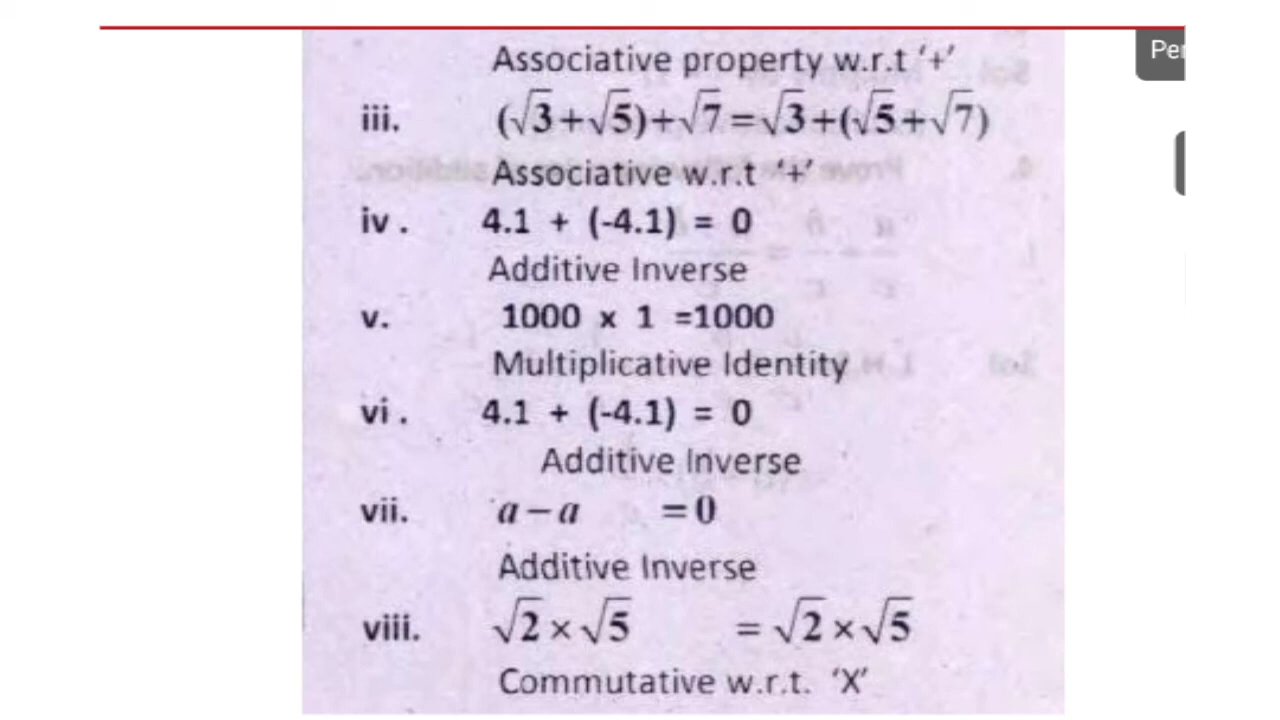 Per
Associative property w.r.t '+'
iii. (√3+√5)+√7=√3+(√5+√7)
Associative w.r.t '+'
iv. 4.1 + (-4.1) = 0
Additive Inverse
v. 1000 x 1 =1000
Multiplicative Identity
vi. 4.1 + (-4.1) = 0
Additive Inverse
vii. a-a =0
Additive Inverse
viii. √2×√5 = √2×√5
Commutative w.r.t. 'X'